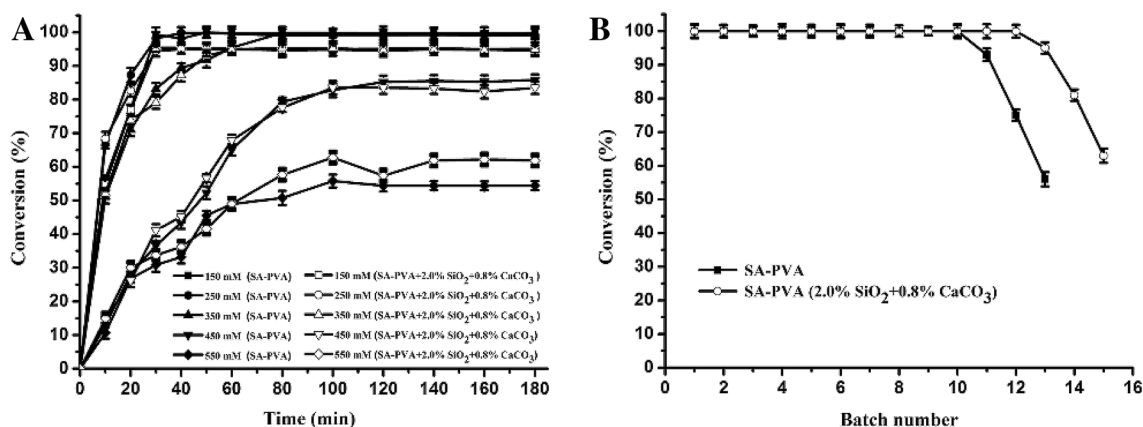 A
Conversion (%)
100
90
80
70
60
50
40
30
20
10
0
150 mM (SA-PVA)
250 mM (SA-PVA)
350 mM (SA-PVA)
450 mM (SA-PVA)
550 mM (SA-PVA)
150 mM (SA-PVA+2.0% SiO2+0.8% CaCO3)
250 mM (SA-PVA+2.0% SiO2+0.8% CaCO3)
350 mM (SA-PVA+2.0% SiO2+0.8% CaCO3)
450 mM (SA-PVA+2.0% SiO2+0.8% CaCO3)
550 mM (SA-PVA+2.0% SiO2+0.8% CaCO3)
0 20 40 60 80 100 120 140 160 180
Time (min)
B
Conversion (%)
100
90
80
70
60
50
40
30
20
10
0
SA-PVA
SA-PVA (2.0% SiO2+0.8% CaCO3)
0 2 4 6 8 10 12 14 16
Batch number